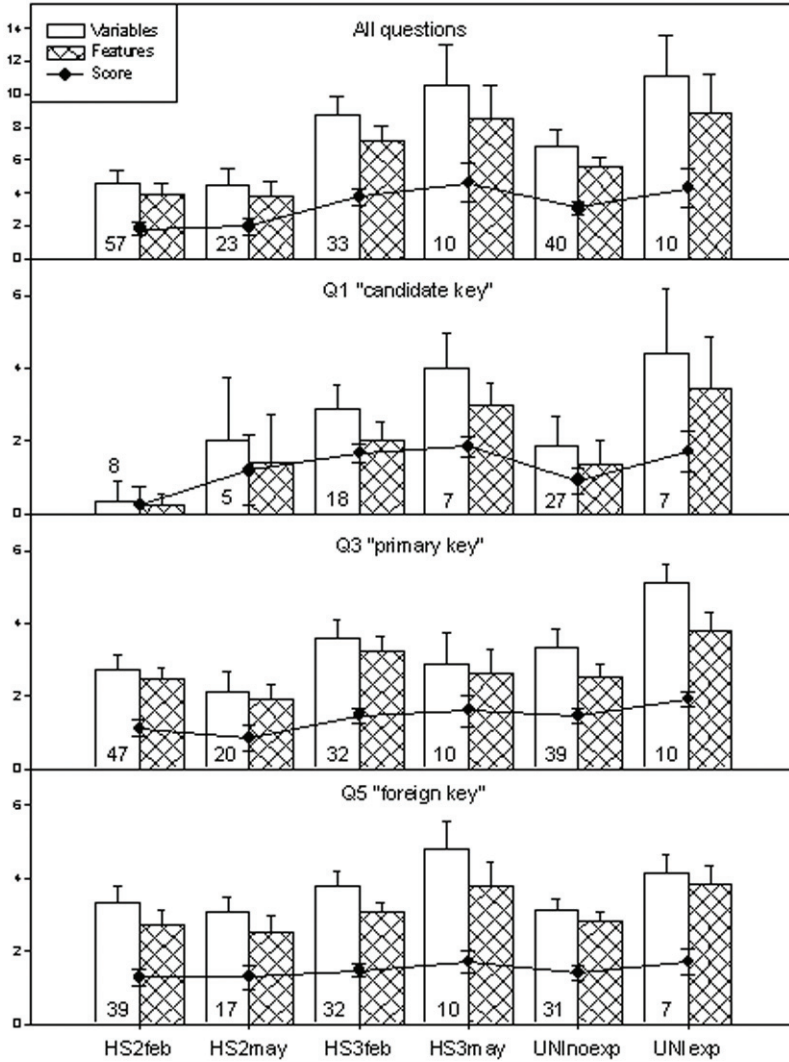 All questions
Variables
Features
Score
14
12
10
8
6
4
2
0
57 23 33 10 40 10
Q1 "candidate key"
6
4
2
0
8 5 18 7 27 7
Q3 "primary key"
6
4
2
0
47 20 32 10 39 10
Q5 "foreign key"
6
4
2
0
39 17 32 10 31 7
HS2feb HS2may HS3feb HS3may UNInoexp UNIexp